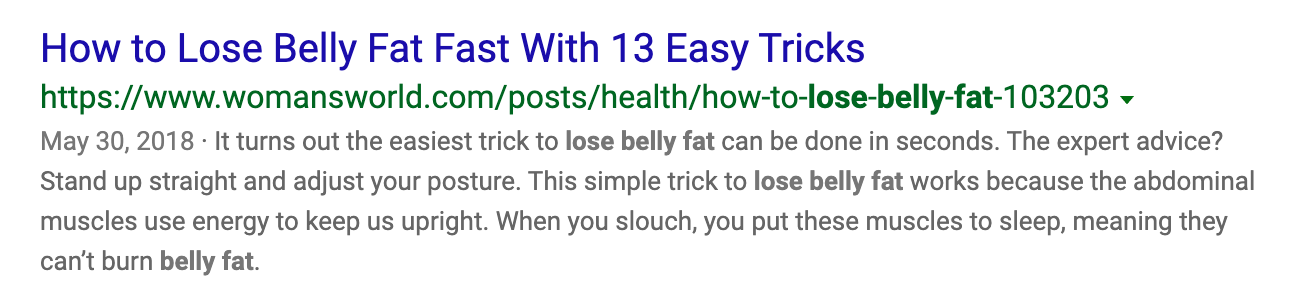 How to Lose Belly Fat Fast With 13 Easy Tricks
https://www.womansworld.com/posts/health/how-to-lose-belly-fat-103203
May 30, 2018 · It turns out the easiest trick to lose belly fat can be done in seconds. The expert advice?
Stand up straight and adjust your posture. This simple trick to lose belly fat works because the abdominal
muscles use energy to keep us upright. When you slouch, you put these muscles to sleep, meaning they
can’t burn belly fat.